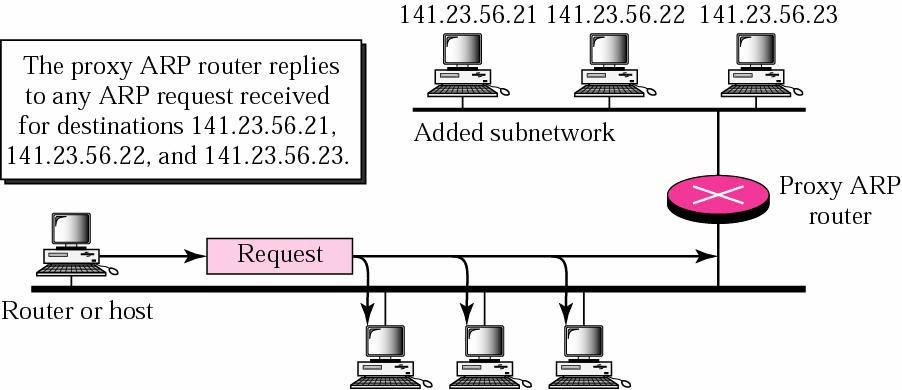 141.23.56.21 141.23.56.22 141.23.56.23
The proxy ARP router replies
to any ARP request received
for destinations 141.23.56.21,
141.23.56.22, and 141.23.56.23.
Added subnetwork
Proxy ARP
router
Request
Router or host